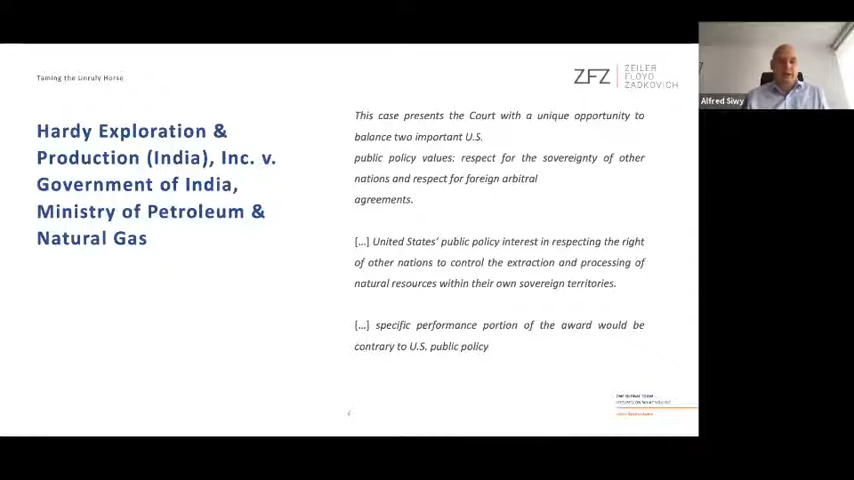 Taming the Unruly Horse
ZFZ
ZEILER
FLOYD
ZADKOVICH
Alfred Siwy
Hardy Exploration &
Production (India), Inc. v.
Government of India,
Ministry of Petroleum &
Natural Gas
This case presents the Court with a unique opportunity to
balance two important U.S.
public policy values: respect for the sovereignty of other
nations and respect for foreign arbitral
agreements.
[…] United States' public policy interest in respecting the right
of other nations to control the extraction and processing of
natural resources within their own sovereign territories.
[…] specific performance portion of the award would be
contrary to U.S. public policy